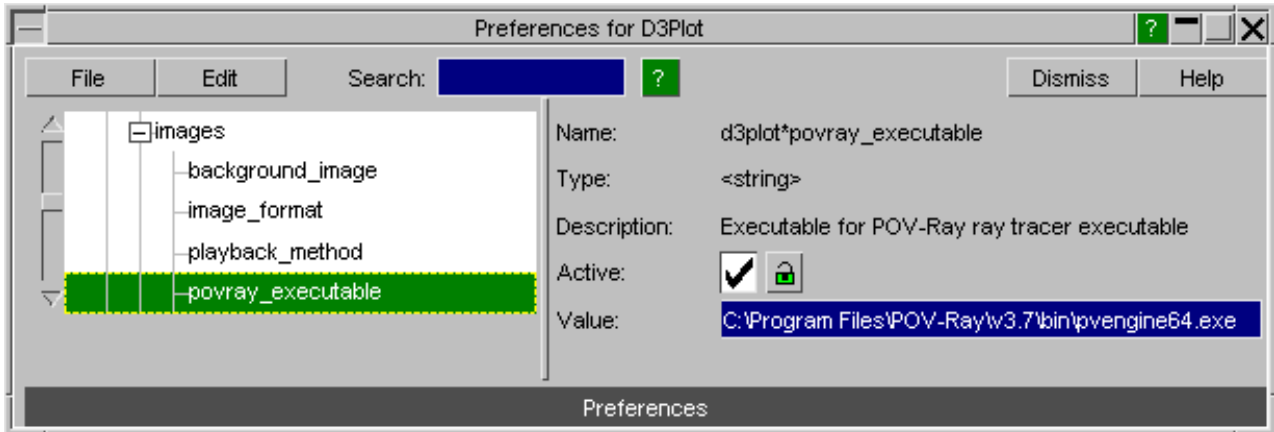 Preferences for D3Plot ?
File Edit Search: ? Dismiss Help
images
background_image
image_format
playback_method
povray_executable
Name: d3plot*povray_executable
Type: <string>
Description: Executable for POV-Ray ray tracer executable
Active:
Value: C:\Program Files\POV-Ray\v3.7\bin\pvengine64.exe
Preferences